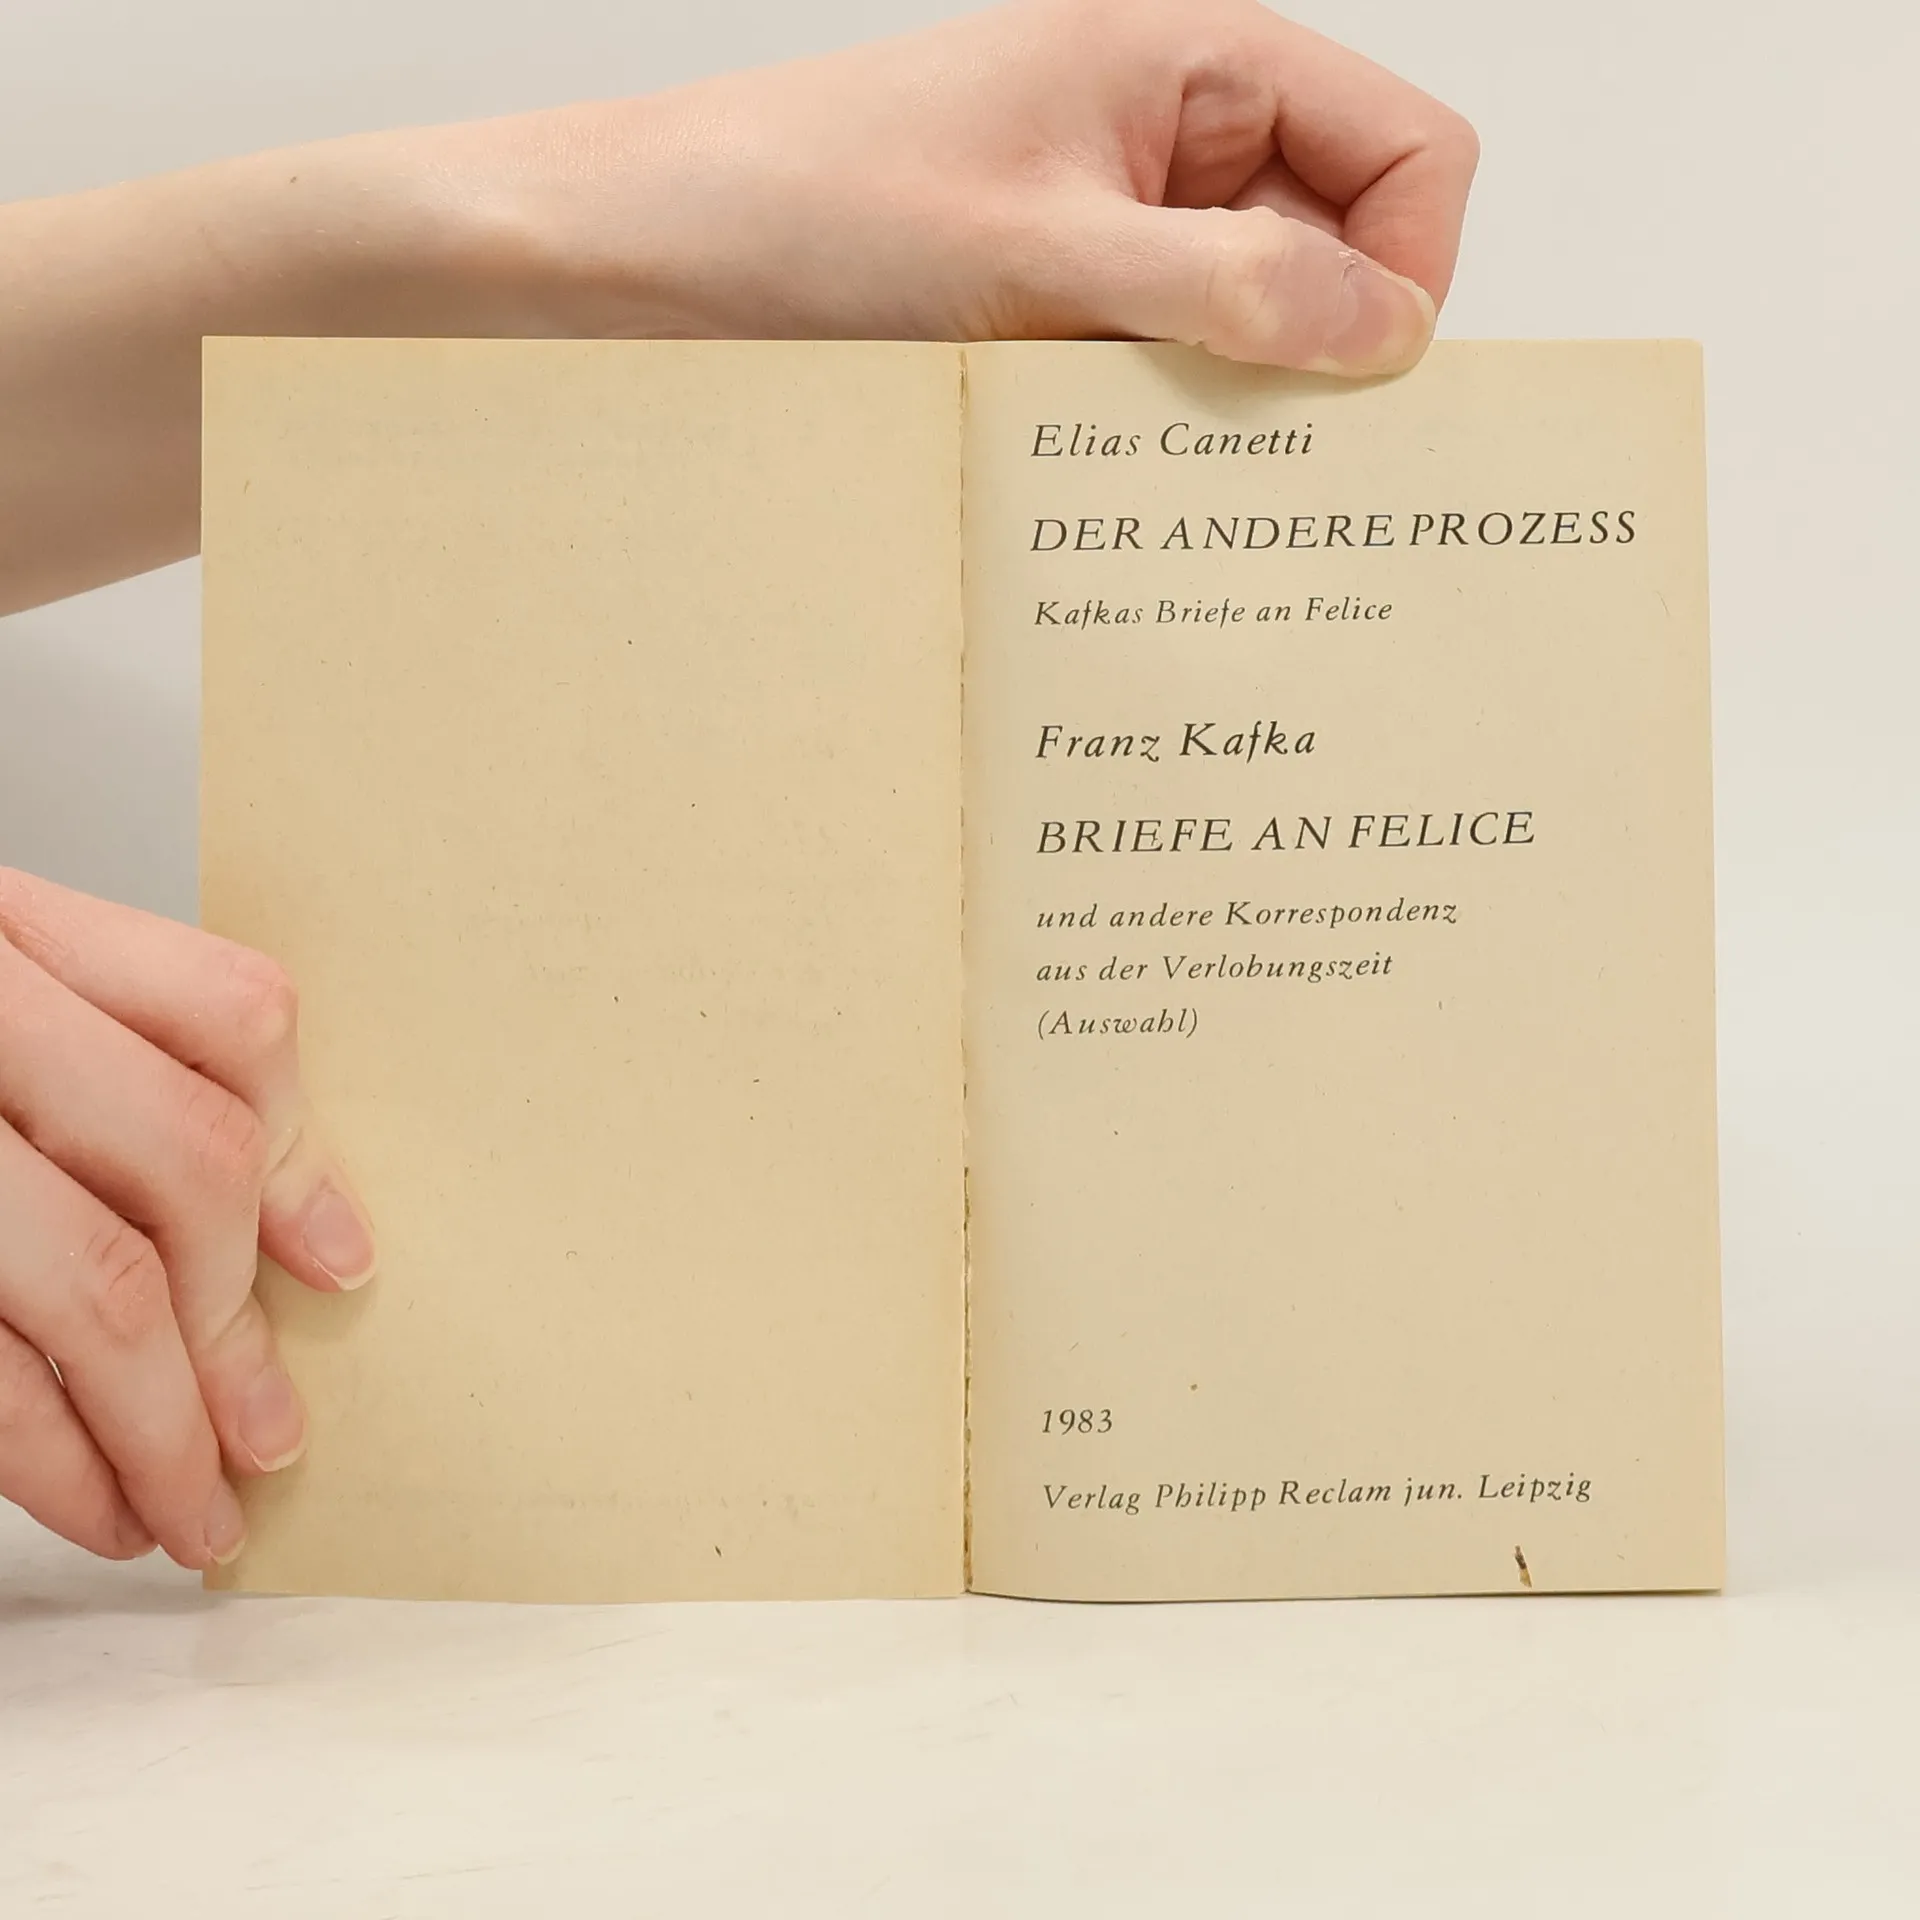 Elias Canetti
DER ANDERE PROZESS
Kafkas Briefe an Felice
Franz Kafka
BRIEFE AN FELICE
und andere Korrespondenz
aus der Verlobungszeit
(Auswahl)
1983
Verlag Philipp Reclam jun. Leipzig